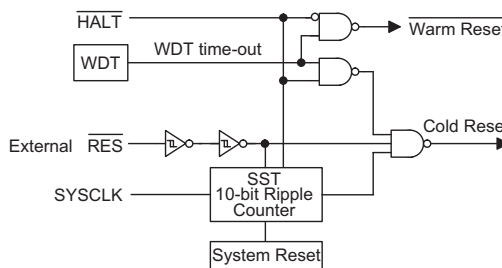 HALT
Warm Reset
WDT time-out
WDT
Cold Reset
External RES
SST
10-bit Ripple
Counter
SYSCLK
System Reset